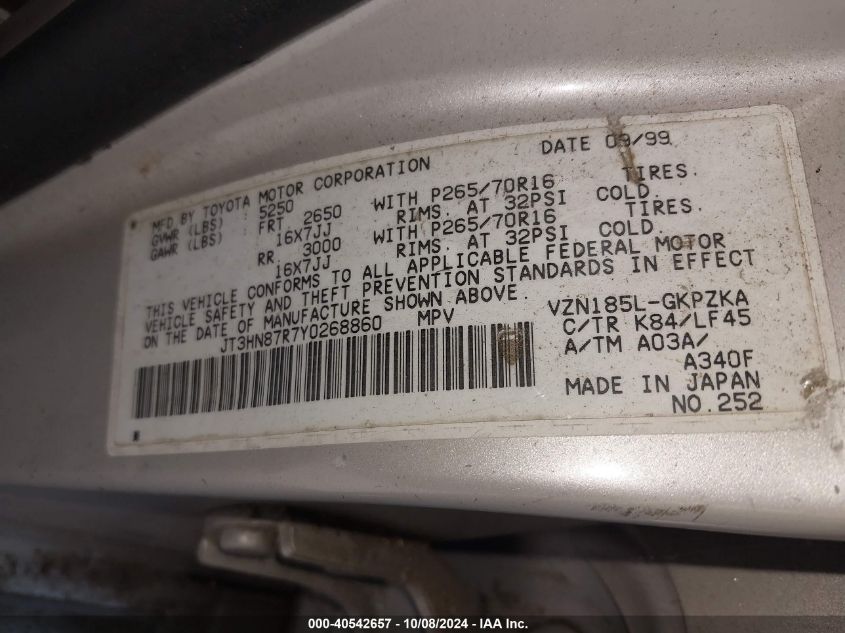 DATE 09/99
MFD BY TOYOTA MOTOR CORPORATION
GVWR (LBS) : 5250
GAWR (LBS) : FRT 2650 WITH P265/70R16 TIRES.
16X7JJ RIMS. AT 32PSI COLD.
RR. 3000 WITH P265/70R16 TIRES.
16X7JJ RIMS. AT 32PSI COLD.
THIS VEHICLE CONFORMS TO ALL APPLICABLE FEDERAL MOTOR
VEHICLE SAFETY AND THEFT PREVENTION STANDARDS IN EFFECT
ON THE DATE OF MANUFACTURE SHOWN ABOVE.
JT3HN87R7Y0268860 MPV
VZN185L-GKPZKA
C/TR K84/LF45
A/TM A03A/
A340F
MADE IN JAPAN
NO.252
000-40542657 - 10/08/2024 - IAA Inc.